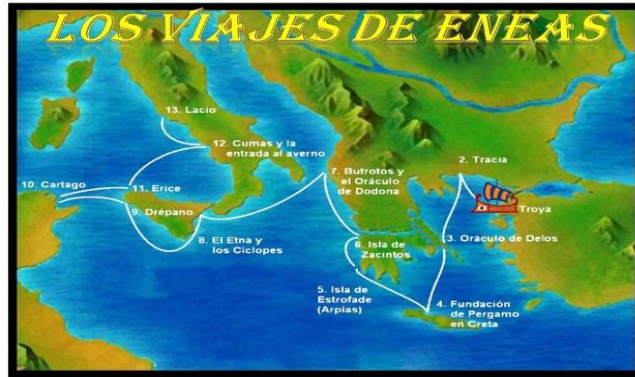 LOS VIAJES DE ENEAS
13. Lacio
12. Cumas y la
entrada al averno
11. Erice
10. Cartago
9. Drépano
8. El Etna y
los Ciclopes
7. Butrotos y
el Oráculo
de Dodona
2. Tracia
Troya
3. Oráculo de Delos
6. Isla de
Zacintos
5. Isla de
Estrofade
(Arpias)
4. Fundación
de Pergamo
en Creta